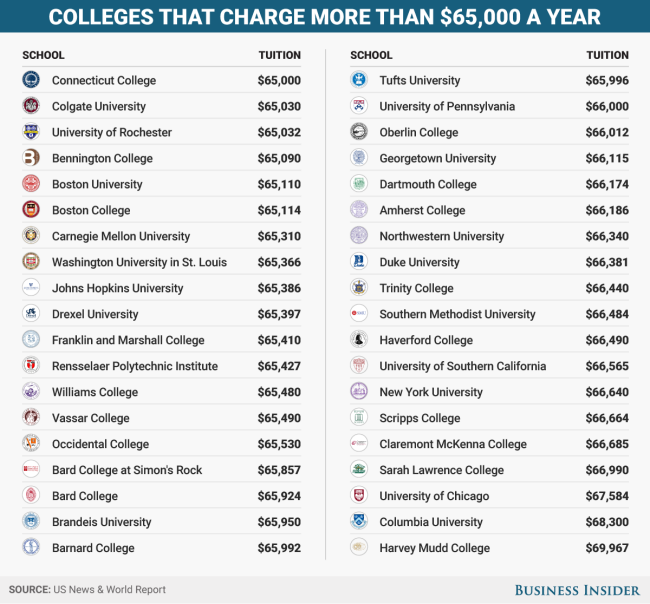 COLLEGES THAT CHARGE MORE THAN $65,000 A YEAR
SCHOOL TUITION
Connecticut College $65,000
Colgate University $65,030
University of Rochester $65,032
Bennington College $65,090
Boston University $65,110
Boston College $65,114
Carnegie Mellon University $65,310
Washington University in St. Louis $65,366
Johns Hopkins University $65,386
Drexel University $65,397
Franklin and Marshall College $65,410
Rensselaer Polytechnic Institute $65,427
Williams College $65,480
Vassar College $65,490
Occidental College $65,530
Bard College at Simon's Rock $65,857
Bard College $65,924
Brandeis University $65,950
Barnard College $65,992
SCHOOL TUITION
Tufts University $65,996
University of Pennsylvania $66,000
Oberlin College $66,012
Georgetown University $66,115
Dartmouth College $66,174
Amherst College $66,186
Northwestern University $66,340
Duke University $66,381
Trinity College $66,440
Southern Methodist University $66,484
Haverford College $66,490
University of Southern California $66,565
New York University $66,640
Scripps College $66,664
Claremont McKenna College $66,685
Sarah Lawrence College $66,990
University of Chicago $67,584
Columbia University $68,300
Harvey Mudd College $69,967
SOURCE: US News & World Report
BUSINESS INSIDER